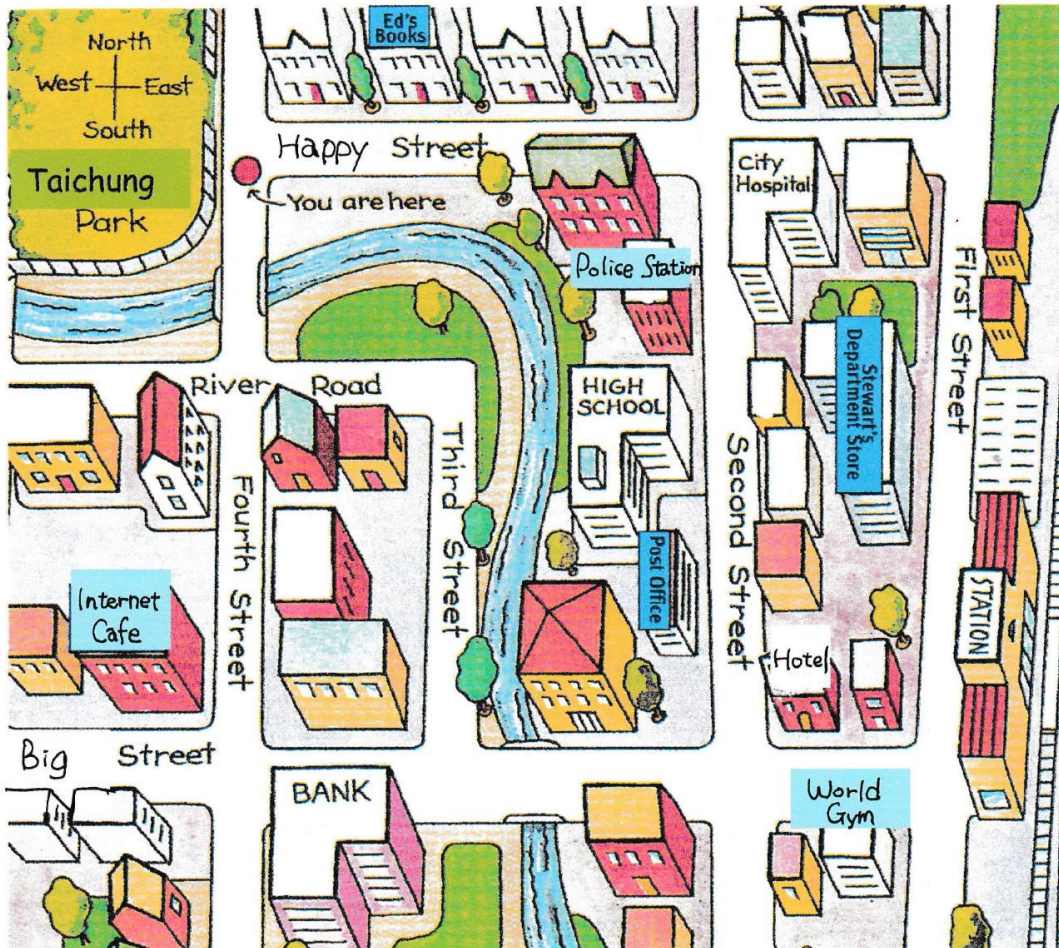 North
West East
South
Taichung
Park
Ed's
Books
Happy Street
You are here
City
Hospital
Police Station
First Street
Stewart's
Department Store
River Road
HIGH
SCHOOL
Third Street
Second Street
Fourth Street
Post Office
Internet
Cafe
STATION
Hotel
Big Street
BANK
World
Gym